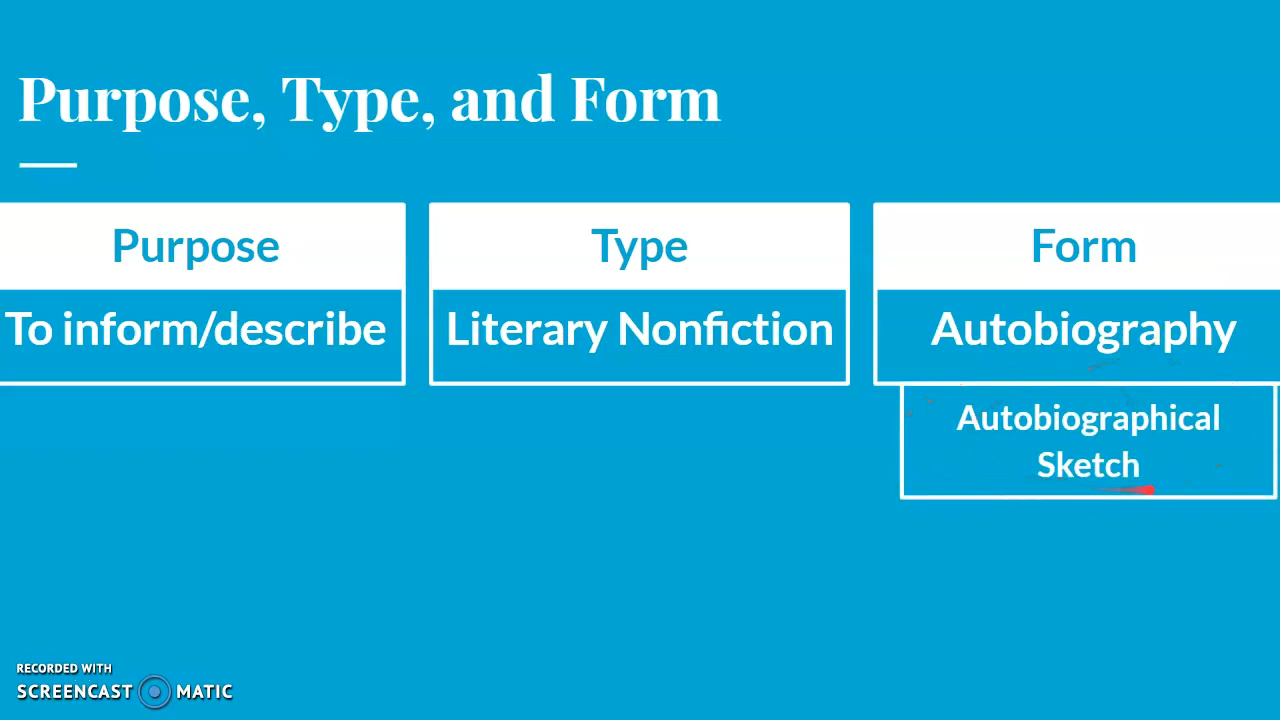 Purpose, Type, and Form
Purpose
To inform/describe
Type
Literary Nonfiction
Form
Autobiography
Autobiographical
Sketch
RECORDED WITH
SCREENCAST MATIC